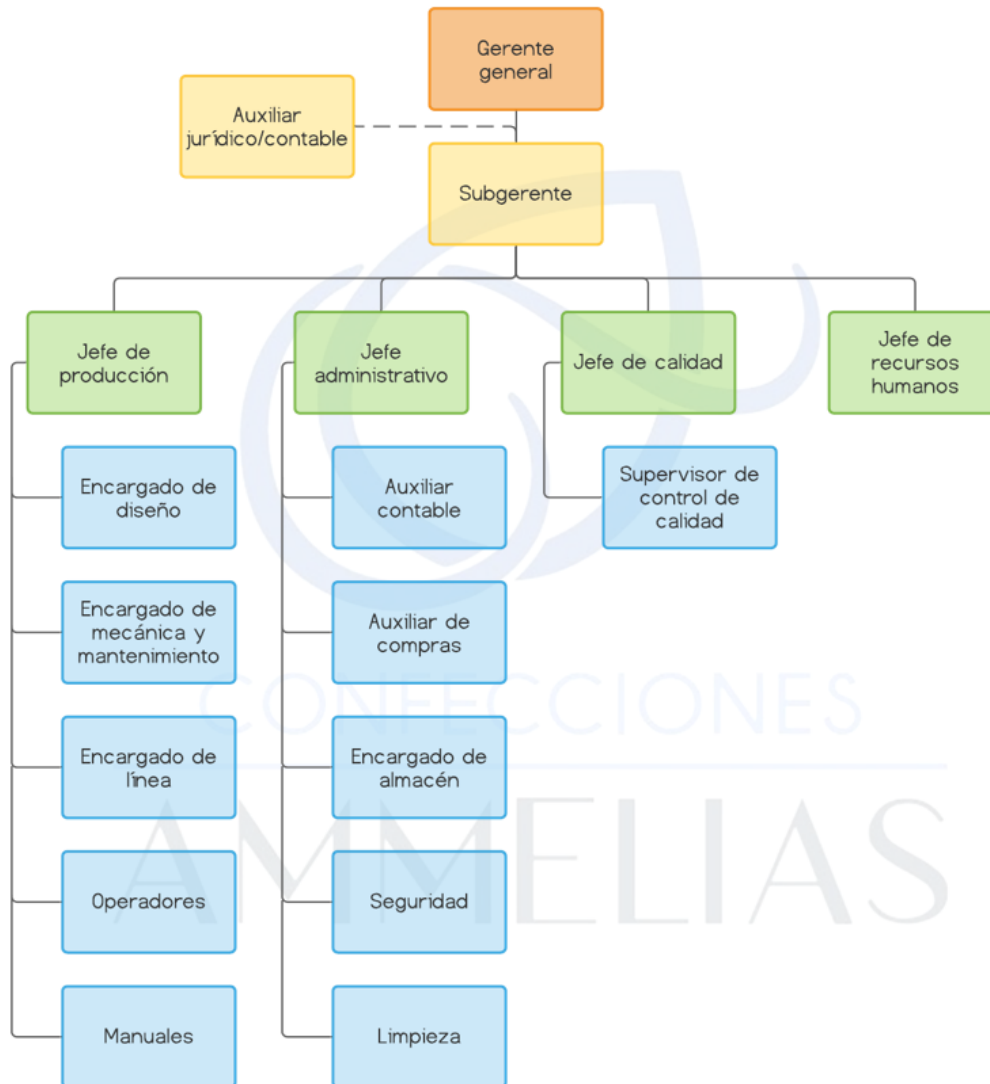 Gerente
general
Auxiliar
jurídico/contable
Subgerente
Jefe de
producción
Jefe
administrativo
Jefe de calidad
Jefe de
recursos
humanos
Encargado de
diseño
Auxiliar
contable
Supervisor de
control de
calidad
Encargado de
mecánica y
mantenimiento
Auxiliar de
compras
CONFECCIONES
Encargado de
línea
Encargado de
almacén
AMMELIAS
Operadores
Seguridad
Manuales
Limpieza